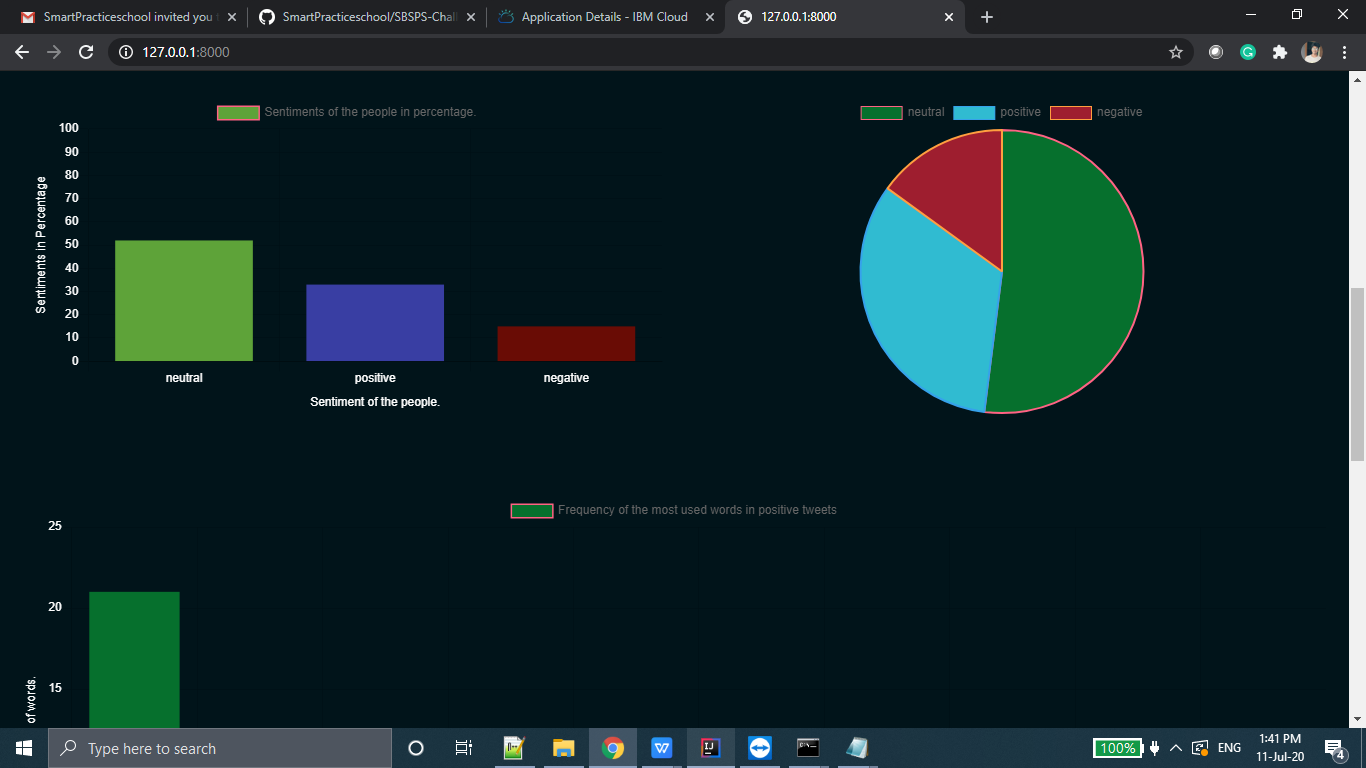 SmartPracticeschool invited you
SmartPracticeschool/SBSPS-Chall
Application Details - IBM Cloud
127.0.0.1:8000
127.0.0.1:8000
Sentiments of the people in percentage.
100
90
80
70
60
50
40
30
20
10
0
Sentiments in Percentage
neutral positive negative
Sentiment of the people.
neutral positive negative
Frequency of the most used words in positive tweets
25
20
15
of words.
Type here to search
100%
ENG
1:41 PM
11-Jul-20
4